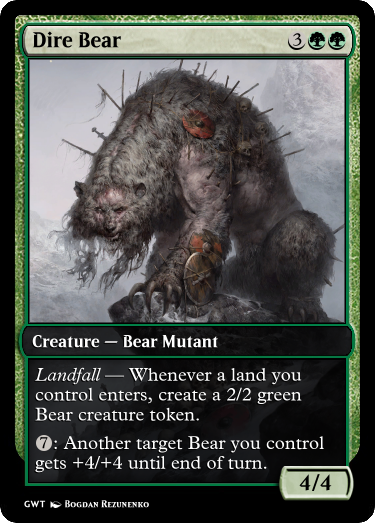 Dire Bear 3
Creature — Bear Mutant
Landfall — Whenever a land you
control enters, create a 2/2 green
Bear creature token.
7: Another target Bear you control
gets +4/+4 until end of turn.
4/4
GWT Bogdan Rezunenko